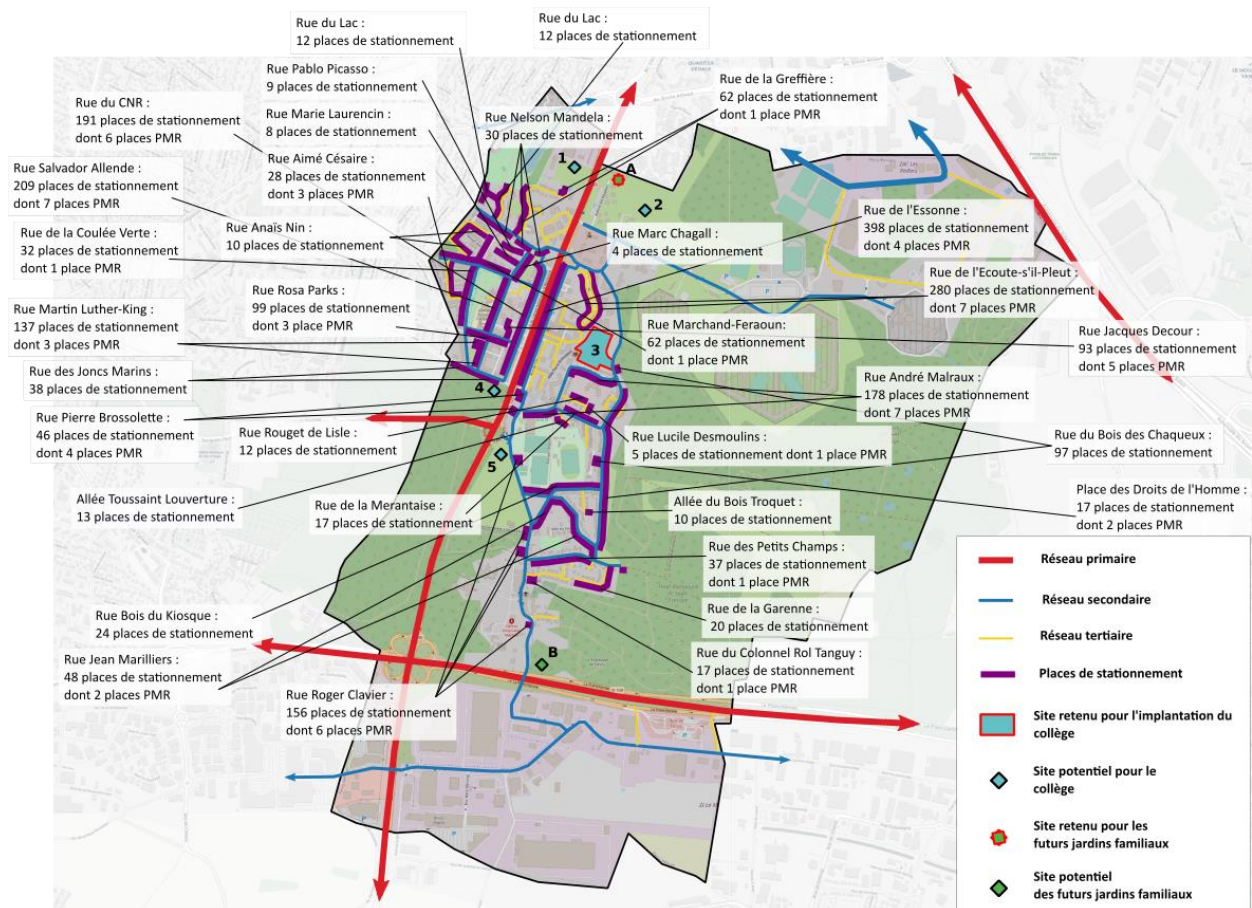 Rue du Lac :
12 places de stationnement
Rue du Lac :
12 places de stationnement
Rue Pablo Picasso :
9 places de stationnement
Rue de la Greffière :
62 places de stationnement
dont 1 place PMR
Rue du CNR :
191 places de stationnement
dont 6 places PMR
Rue Marie Laurencin :
8 places de stationnement
Rue Nelson Mandela :
30 places de stationnement
Rue Aimé Césaire :
28 places de stationnement
dont 3 places PMR
1
A
2
Rue Salvador Allende :
209 places de stationnement
dont 7 places PMR
Rue Anaïs Nin :
10 places de stationnement
Rue Marc Chagall :
4 places de stationnement
Rue de l'Essonne :
398 places de stationnement
dont 4 places PMR
Rue de la Coulée Verte :
32 places de stationnement
dont 1 place PMR
Rue de l'Ecoute-s'il-Pleut :
280 places de stationnement
dont 7 places PMR
Rue Rosa Parks :
99 places de stationnement
dont 3 place PMR
Rue Martin Luther-King :
137 places de stationnement
dont 3 places PMR
Rue Marchand-Feraoun:
62 places de stationnement
dont 1 place PMR
Rue Jacques Decour :
93 places de stationnement
dont 5 places PMR
3
Rue des Joncs Marins :
38 places de stationnement
4
Rue André Malraux :
178 places de stationnement
dont 7 places PMR
Rue Pierre Brossolette :
46 places de stationnement
dont 4 places PMR
Rue Rouget de Lisle :
12 places de stationnement
5
Rue Lucile Desmoulins :
5 places de stationnement dont 1 place PMR
Rue du Bois des Chaqueux :
97 places de stationnement
Allée Toussaint Louverture :
13 places de stationnement
Rue de la Merantaise :
17 places de stationnement
Allée du Bois Troquet :
10 places de stationnement
Place des Droits de l'Homme :
17 places de stationnement
dont 2 places PMR
Rue des Petits Champs :
37 places de stationnement
dont 1 place PMR
Rue Bois du Kiosque :
24 places de stationnement
Rue de la Garenne :
20 places de stationnement
Rue Jean Marilliers :
48 places de stationnement
dont 2 places PMR
B
Rue du Colonnel Rol Tanguy :
17 places de stationnement
dont 1 place PMR
Rue Roger Clavier :
156 places de stationnement
dont 6 places PMR
Réseau primaire
Réseau secondaire
Réseau tertiaire
Places de stationnement
Site retenu pour l'implantation du
collège
Site potentiel pour le
collège
Site retenu pour les
futurs jardins familiaux
Site potentiel
des futurs jardins familiaux